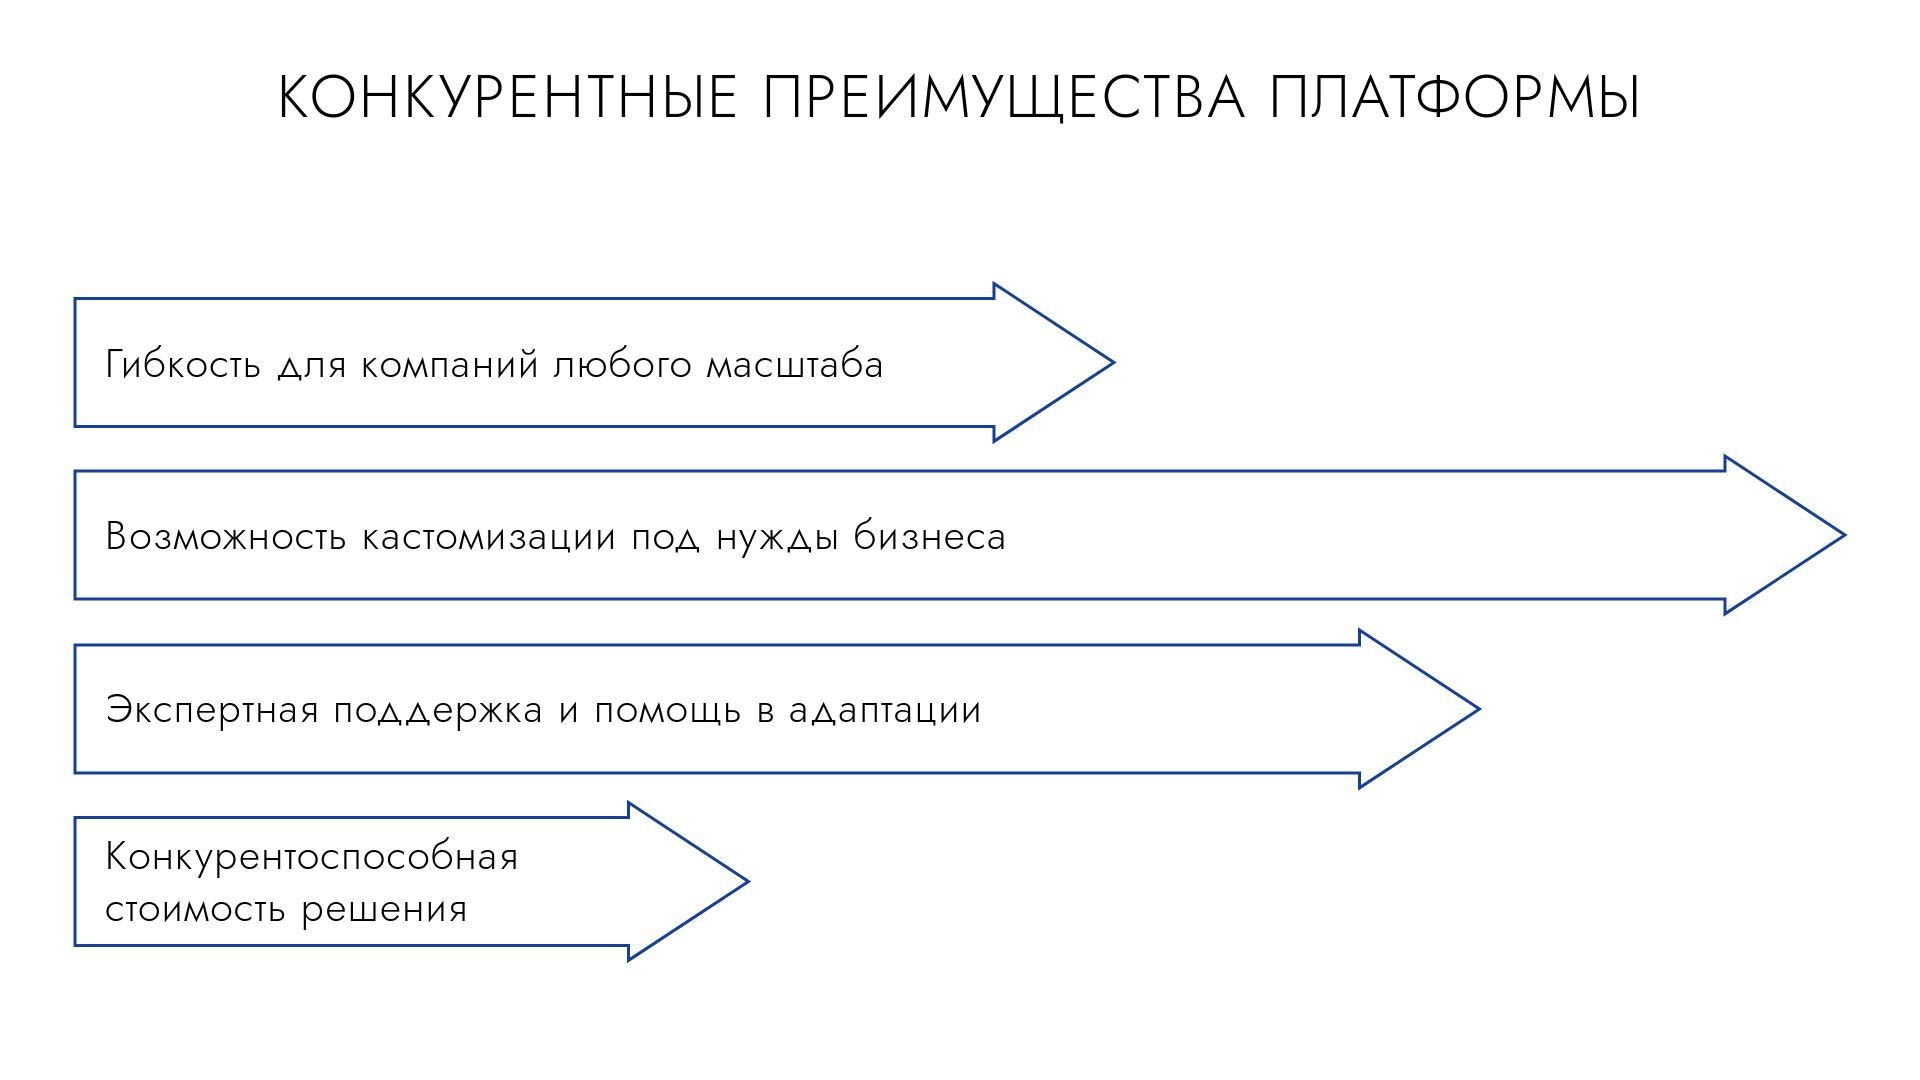 КОНКУРЕНТНЫЕ ПРЕИМУЩЕСТВА ПЛАТФОРМЫ
Гибкость для компаний любого масштаба
Возможность кастомизации под нужды бизнеса
Экспертная поддержка и помощь в адаптации
Конкурентоспособная
стоимость решения